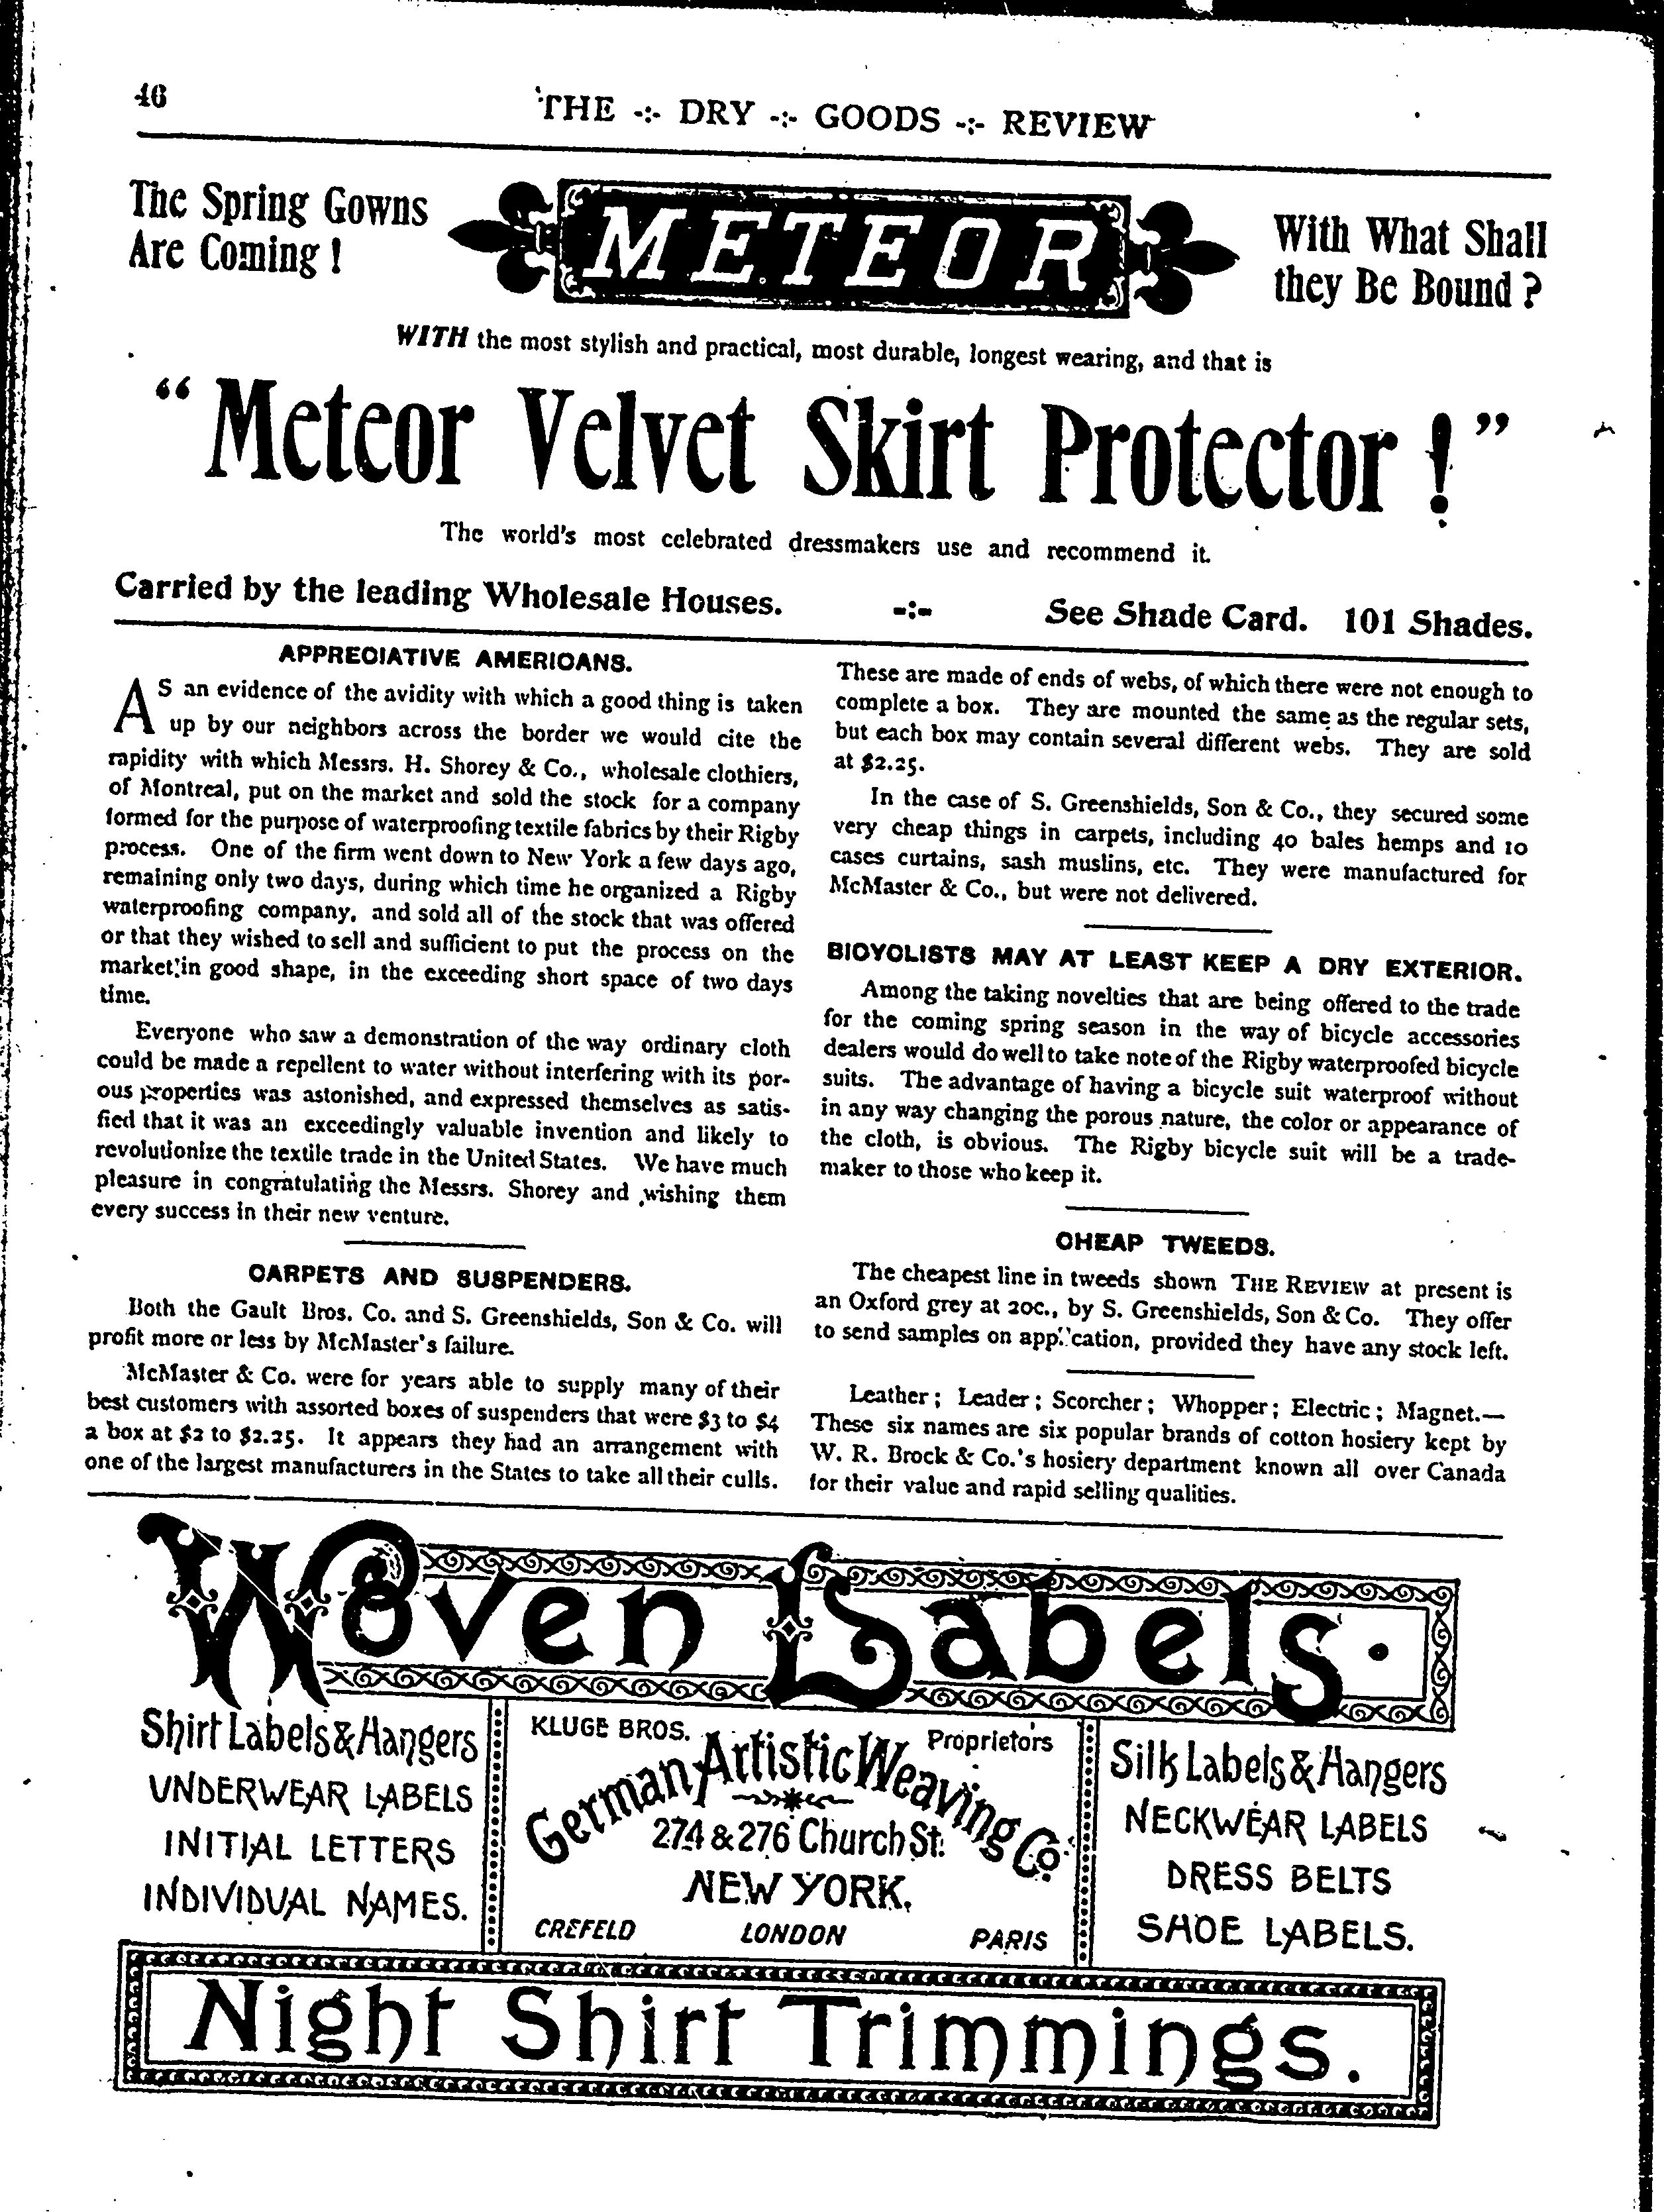 46
THE -:- DRY -:- GOODS -:- REVIEW
The Spring Gowns
Are Coming !
METEOR
With What Shall
they Be Bound ?
WITH the most stylish and practical, most durable, longest wearing, and that is
“Meteor Velvet Skirt Protector !”
The world's most celebrated dressmakers use and recommend it.
Carried by the leading Wholesale Houses. -:- See Shade Card. 101 Shades.
APPRECIATIVE AMERICANS.
AS an evidence of the avidity with which a good thing is taken
up by our neighbors across the border we would cite the
rapidity with which Messrs. H. Shorey & Co., wholesale clothiers,
of Montreal, put on the market and sold the stock for a company
formed for the purpose of waterproofing textile fabrics by their Rigby
process. One of the firm went down to New York a few days ago,
remaining only two days, during which time he organized a Rigby
waterproofing company, and sold all of the stock that was offered
or that they wished to sell and sufficient to put the process on the
market in good shape, in the exceeding short space of two days
time.
Everyone who saw a demonstration of the way ordinary cloth
could be made a repellent to water without interfering with its por-
ous properties was astonished, and expressed themselves as satis-
fied that it was an exceedingly valuable invention and likely to
revolutionize the textile trade in the United States. We have much
pleasure in congratulating the Messrs. Shorey and wishing them
every success in their new venture.
CARPETS AND SUSPENDERS.
Both the Gault Bros. Co. and S. Greenshields, Son & Co. will
profit more or less by McMaster's failure.
McMaster & Co. were for years able to supply many of their
best customers with assorted boxes of suspenders that were $3 to $4
a box at $2 to $2.25. It appears they had an arrangement with
one of the largest manufacturers in the States to take all their culls.
These are made of ends of webs, of which there were not enough to
complete a box. They are mounted the same as the regular sets,
but each box may contain several different webs. They are sold
at $2.25.
In the case of S. Greenshields, Son & Co., they secured some
very cheap things in carpets, including 40 bales hemps and 10
cases curtains, sash muslins, etc. They were manufactured for
McMaster & Co., but were not delivered.
BICYCLISTS MAY AT LEAST KEEP A DRY EXTERIOR.
Among the taking novelties that are being offered to the trade
for the coming spring season in the way of bicycle accessories
dealers would do well to take note of the Rigby waterproofed bicycle
suits. The advantage of having a bicycle suit waterproof without
in any way changing the porous nature, the color or appearance of
the cloth, is obvious. The Rigby bicycle suit will be a trade-
maker to those who keep it.
CHEAP TWEEDS.
The cheapest line in tweeds shown THE REVIEW at present is
an Oxford grey at 20c., by S. Greenshields, Son & Co. They offer
to send samples on application, provided they have any stock left.
Leather ; Leader ; Scorcher ; Whopper ; Electric ; Magnet.—
These six names are six popular brands of cotton hosiery kept by
W. R. Brock & Co.'s hosiery department known all over Canada
for their value and rapid selling qualities.
Woven Labels.
Shirt Labels & Hangers
UNDERWEAR LABELS
INITIAL LETTERS
INDIVIDUAL NAMES.
KLUGE BROS. Proprietors
German Artistic Weaving Co.
274 & 276 Church St.
NEW YORK.
CREFELD LONDON PARIS
Silk Labels & Hangers
NECKWEAR LABELS
DRESS BELTS
SHOE LABELS.
Night Shirt Trimmings.